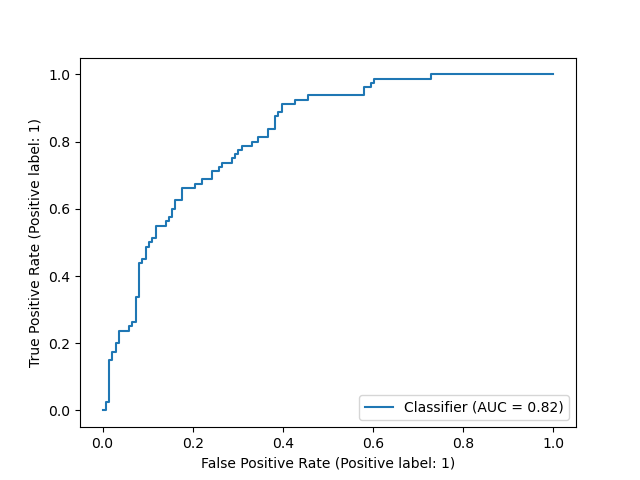 1.0
0.8
0.6
0.4
0.2
0.0
True Positive Rate (Positive label: 1)
Classifier (AUC = 0.82)
0.0 0.2 0.4 0.6 0.8 1.0
False Positive Rate (Positive label: 1)